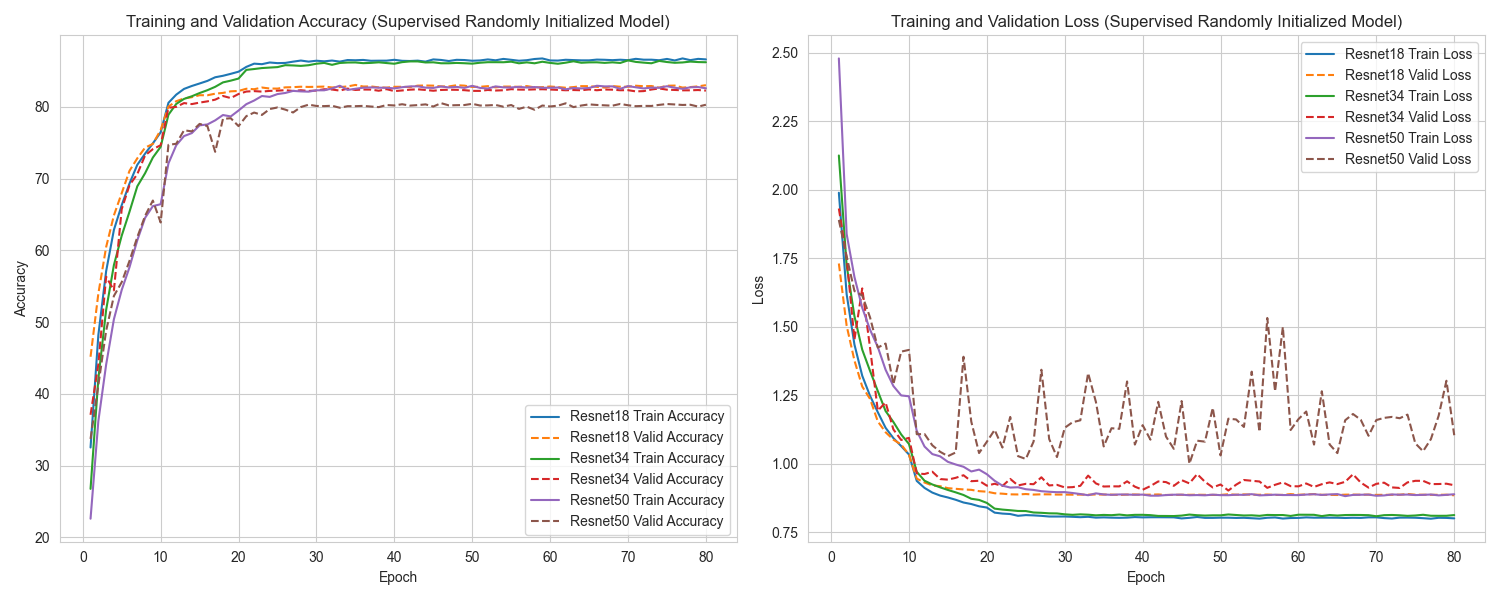 Training and Validation Accuracy (Supervised Randomly Initialized Model)
Accuracy
80
70
60
50
40
30
20
0 10 20 30 40 50 60 70 80
Epoch
Resnet18 Train Accuracy
Resnet18 Valid Accuracy
Resnet34 Train Accuracy
Resnet34 Valid Accuracy
Resnet50 Train Accuracy
Resnet50 Valid Accuracy
Training and Validation Loss (Supervised Randomly Initialized Model)
Loss
2.50
2.25
2.00
1.75
1.50
1.25
1.00
0.75
0 10 20 30 40 50 60 70 80
Epoch
Resnet18 Train Loss
Resnet18 Valid Loss
Resnet34 Train Loss
Resnet34 Valid Loss
Resnet50 Train Loss
Resnet50 Valid Loss